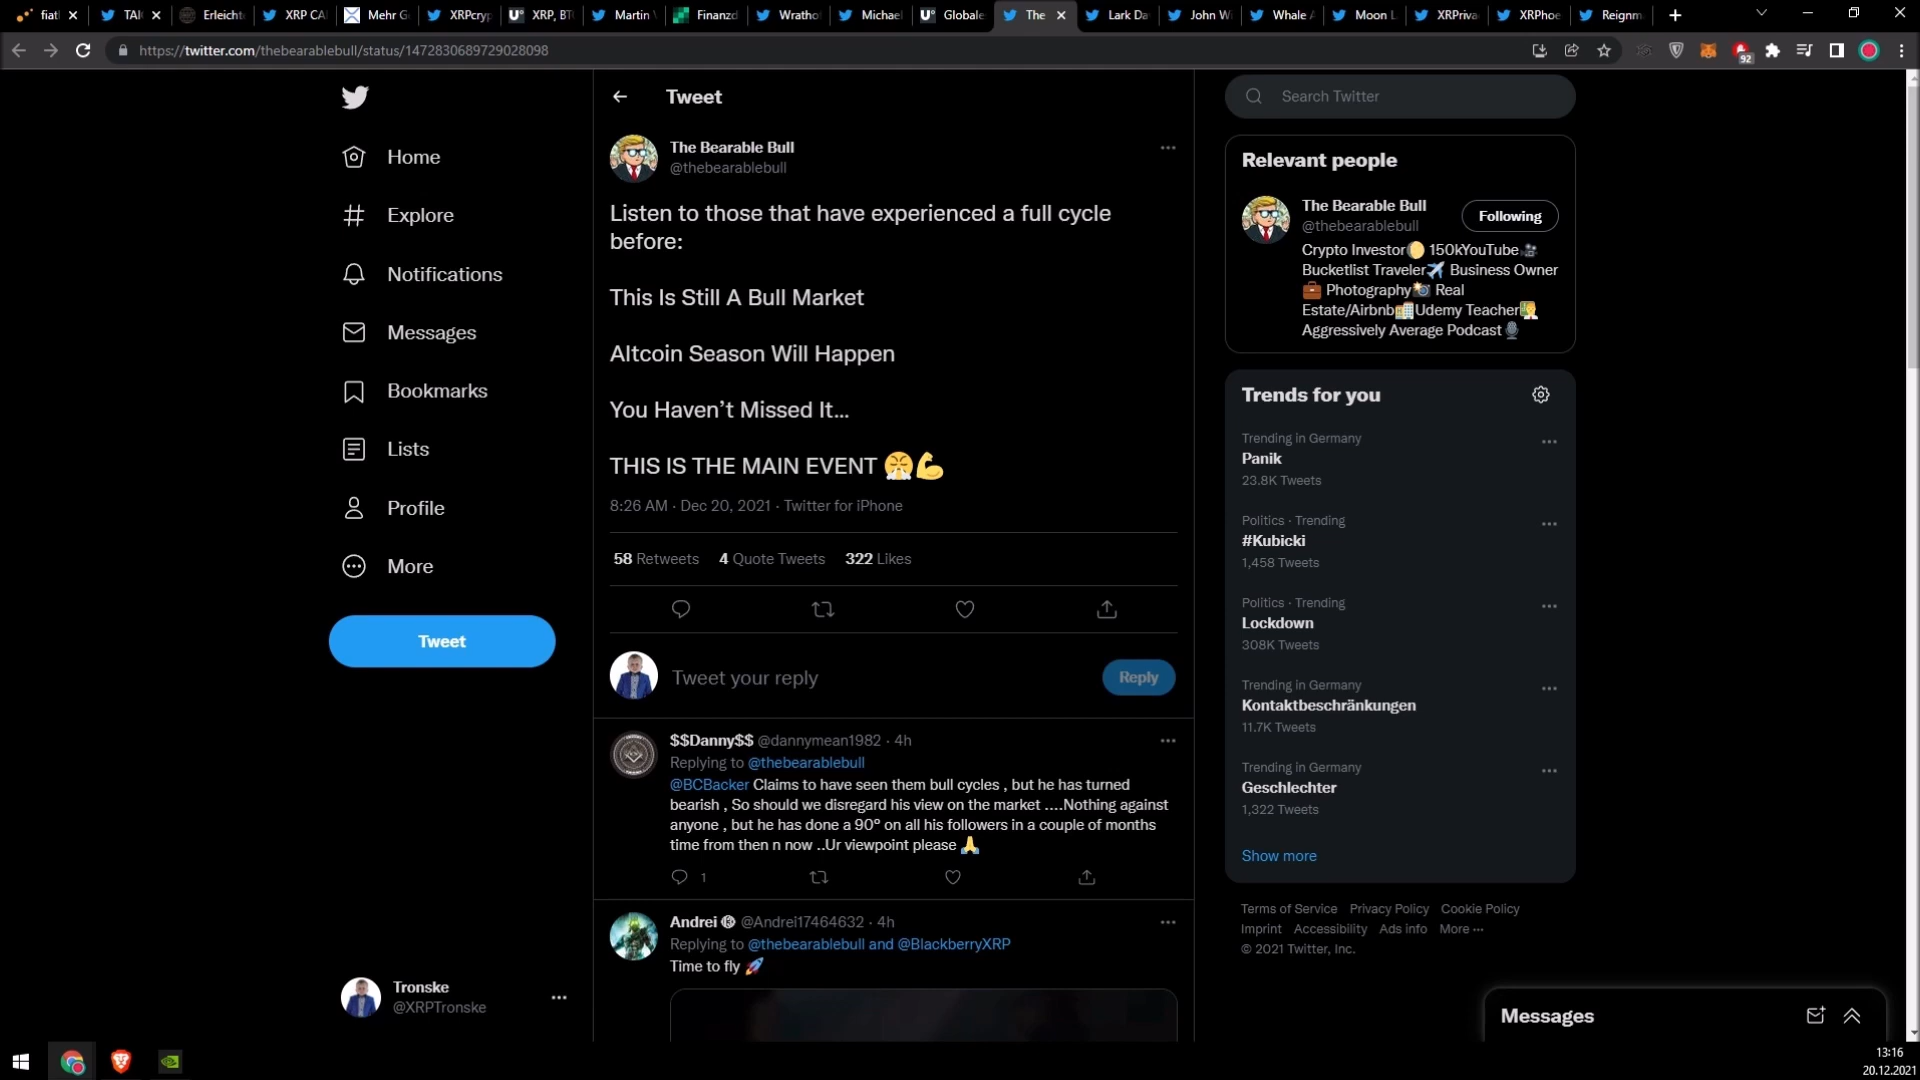 fiatl
TAI
Erleicht
XRP CA
Mehr G
XRPcryp
XRP, BT
Martin
Finanzd
Wratho
Michael
Globale
The
Lark Da
John W
Whale
Moon L
XRPriva
XRPhoe
Reignm
https://twitter.com/thebearablebull/status/1472830689729028098
92
Home
Explore
Notifications
Messages
Bookmarks
Lists
Profile
More
Tweet
Tronske
@XRPTronske
Tweet
The Bearable Bull
@thebearablebull
Listen to those that have experienced a full cycle
before:
This Is Still A Bull Market
Altcoin Season Will Happen
You Haven’t Missed It...
THIS IS THE MAIN EVENT 😤💪
8:26 AM · Dec 20, 2021 · Twitter for iPhone
58 Retweets 4 Quote Tweets 322 Likes
Tweet your reply
Reply
$$Danny$$ @dannymean1982 · 4h
Replying to @thebearablebull
@BCBacker Claims to have seen them bull cycles , but he has turned
bearish , So should we disregard his view on the market ....Nothing against
anyone , but he has done a 90° on all his followers in a couple of months
time from then n now ..Ur viewpoint please 🙏
1
Andrei @Andrei17464632 · 4h
Replying to @thebearablebull and @BlackberryXRP
Time to fly 🚀
Search Twitter
Relevant people
The Bearable Bull
@thebearablebull
Following
Crypto Investor🌔 150kYouTube🎥
Bucketlist Traveler✈️ Business Owner
💼 Photography📸 Real
Estate/Airbnb🏨Udemy Teacher👨‍🏫
Aggressively Average Podcast🎙️
Trends for you
Trending in Germany
Panik
23.8K Tweets
Politics · Trending
#Kubicki
1,458 Tweets
Politics · Trending
Lockdown
308K Tweets
Trending in Germany
Kontaktbeschränkungen
11.7K Tweets
Trending in Germany
Geschlechter
1,322 Tweets
Show more
Terms of Service Privacy Policy Cookie Policy
Imprint Accessibility Ads info More ···
© 2021 Twitter, Inc.
Messages
13:16
20.12.2021